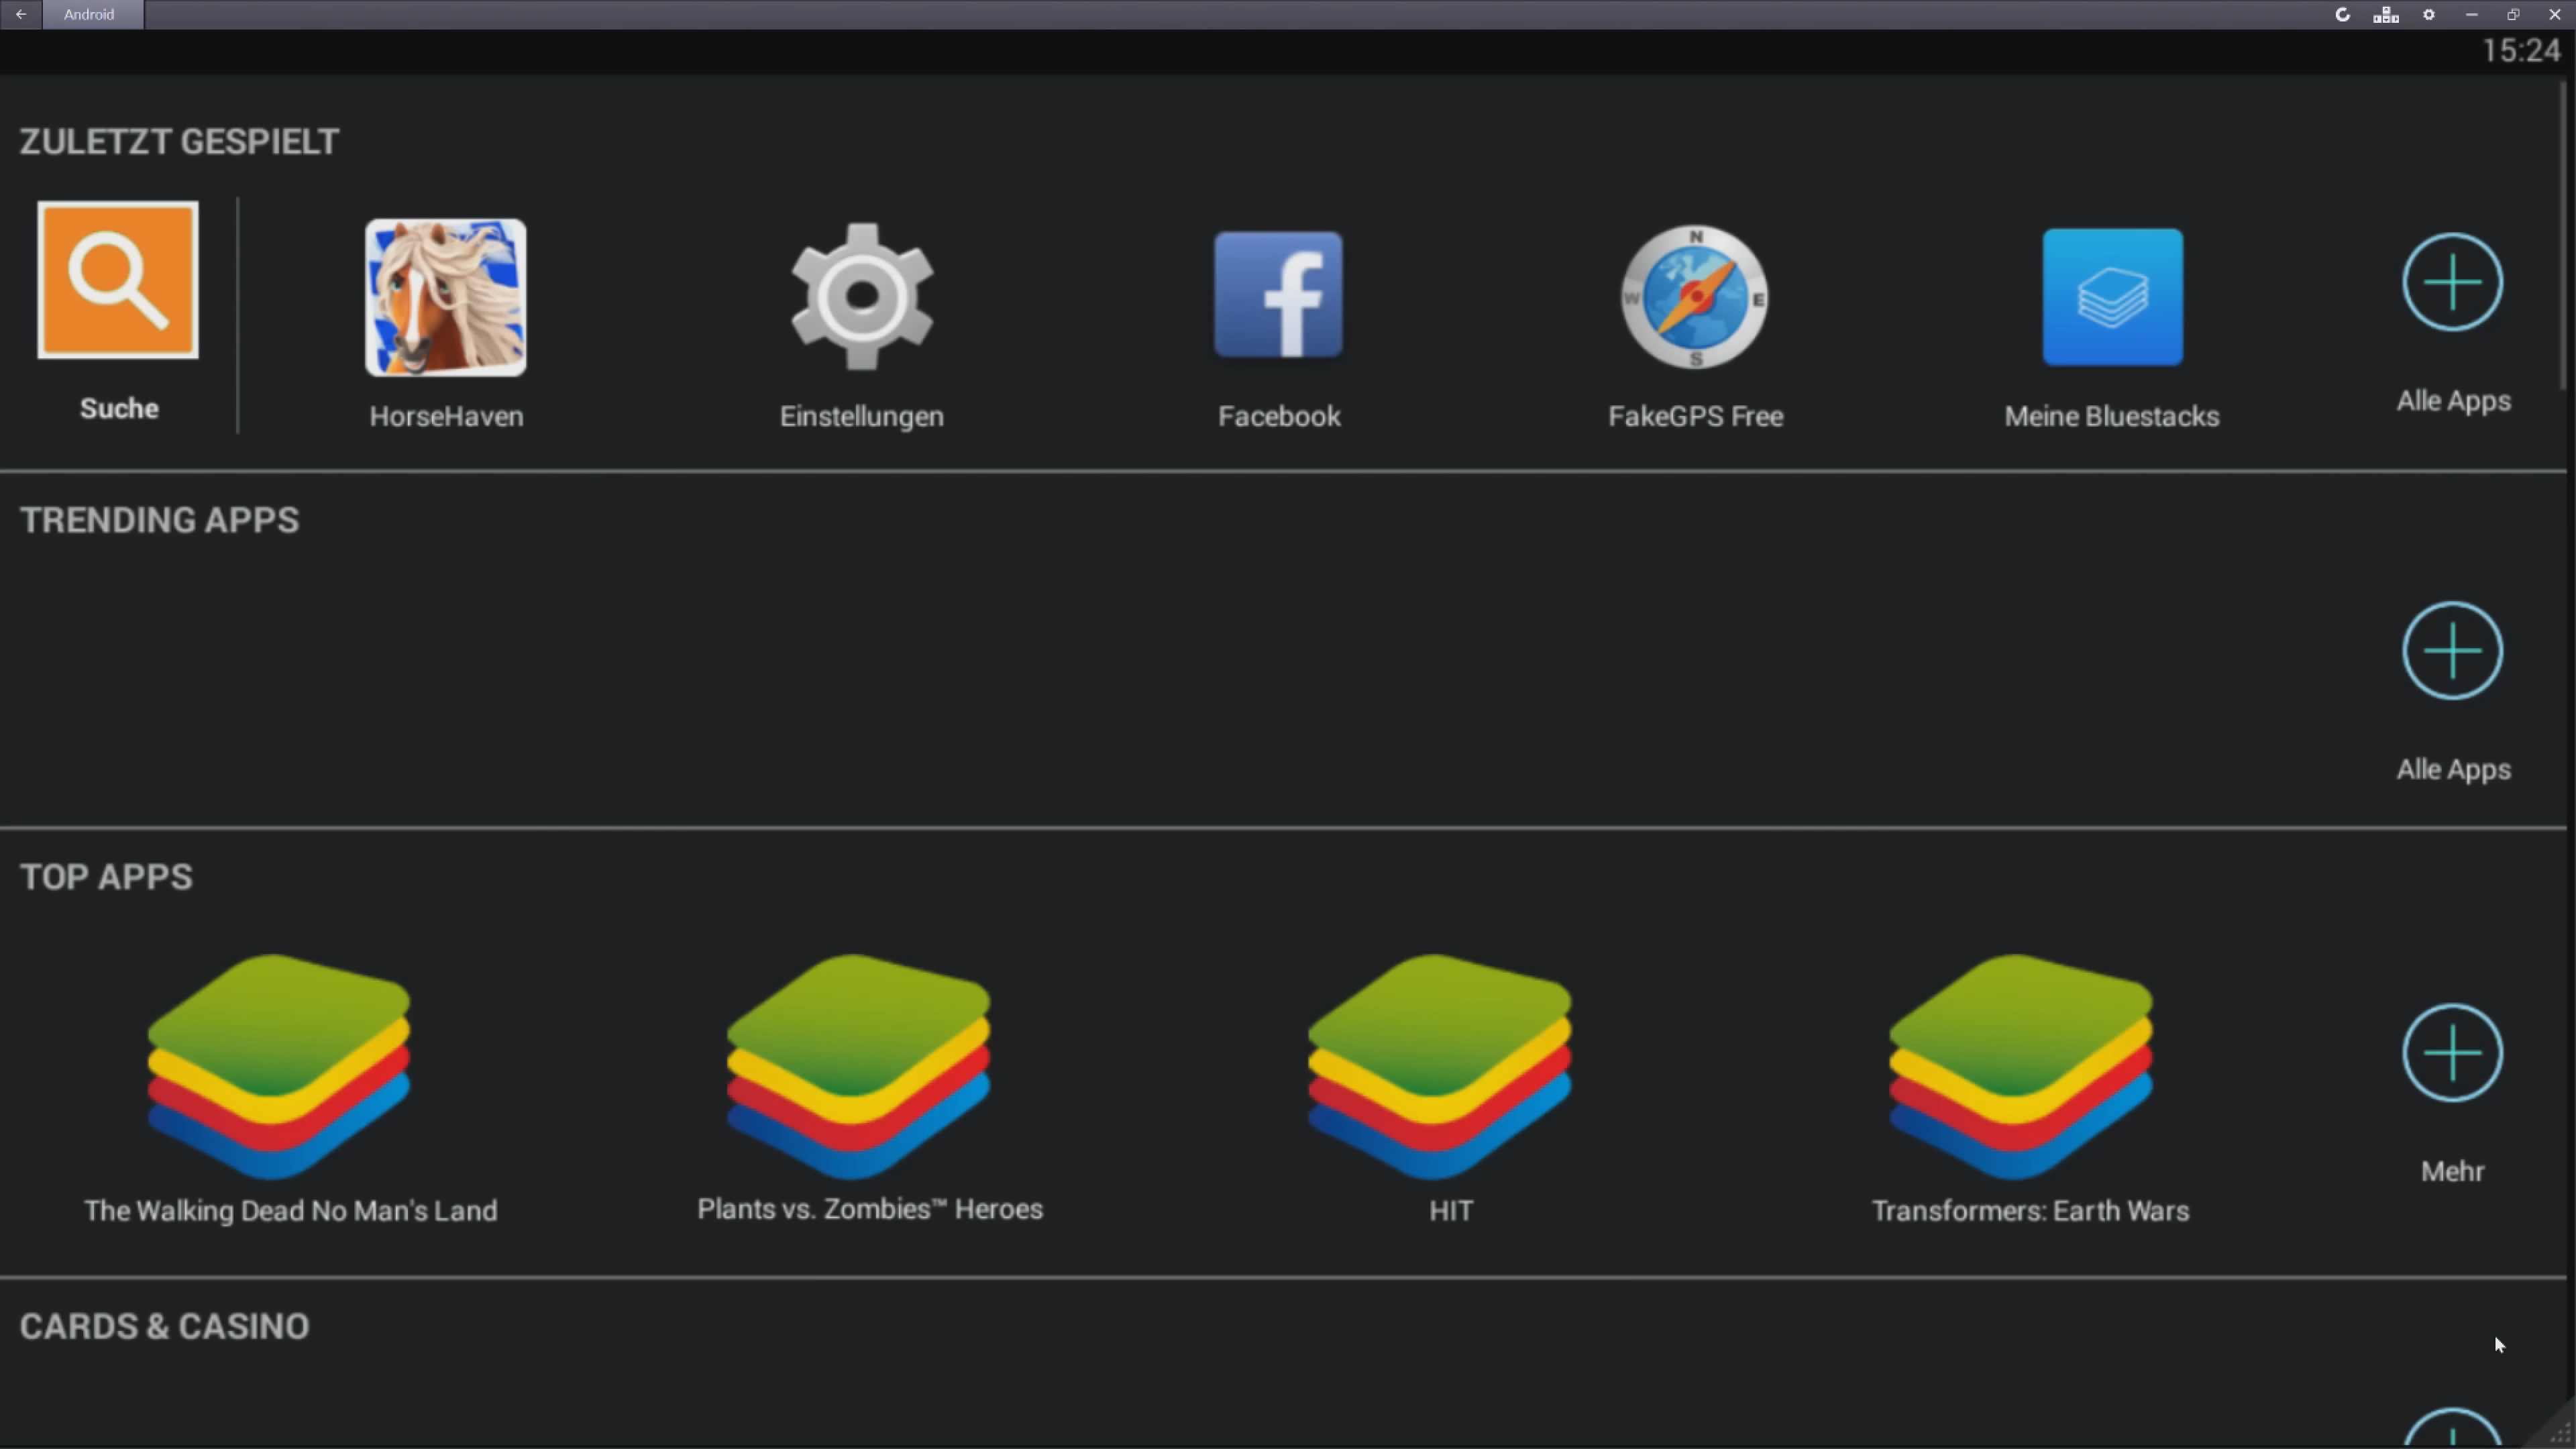 Android
15:24
ZULETZT GESPIELT
Suche
HorseHaven
Einstellungen
Facebook
N
W
E
S
FakeGPS Free
Meine Bluestacks
Alle Apps
TRENDING APPS
Alle Apps
TOP APPS
The Walking Dead No Man's Land
Plants vs. Zombies™ Heroes
HIT
Transformers: Earth Wars
Mehr
CARDS & CASINO